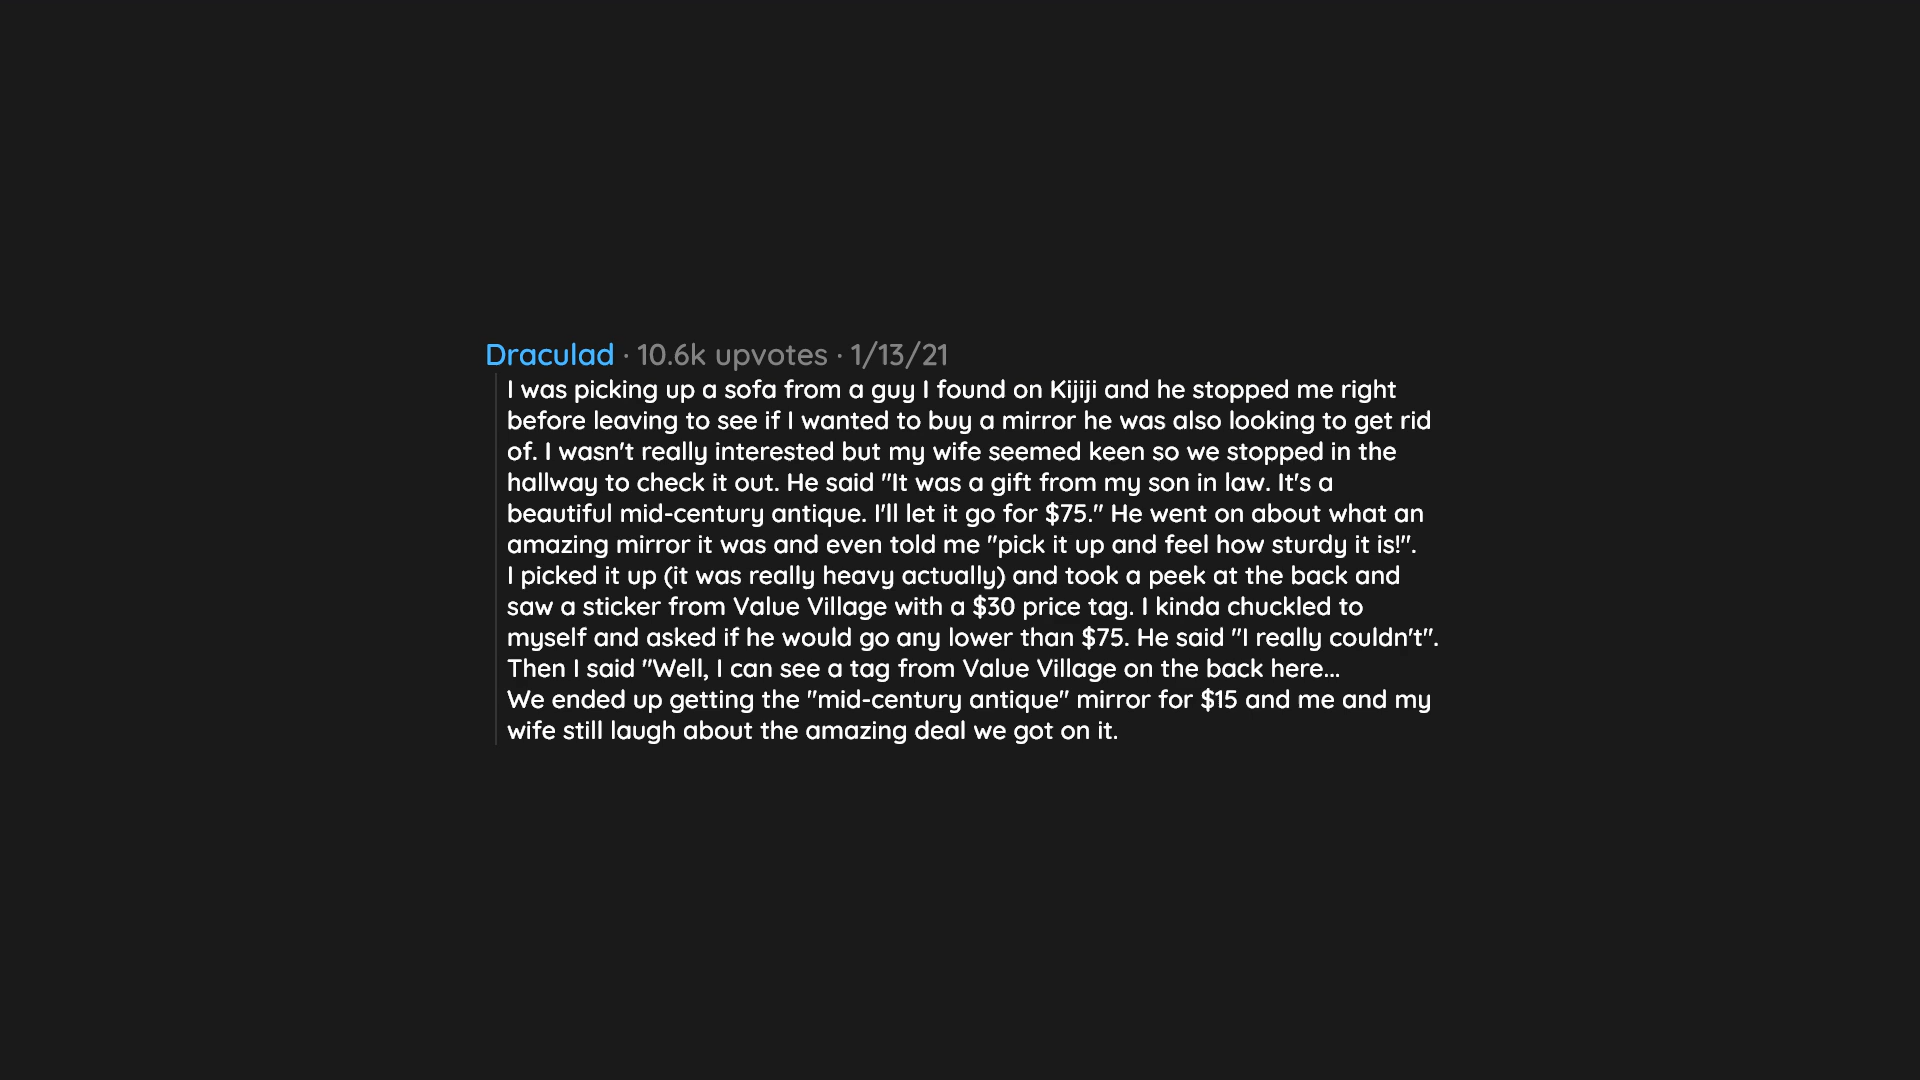 Draculad · 10.6k upvotes · 1/13/21
I was picking up a sofa from a guy I found on Kijiji and he stopped me right
before leaving to see if I wanted to buy a mirror he was also looking to get rid
of. I wasn't really interested but my wife seemed keen so we stopped in the
hallway to check it out. He said "It was a gift from my son in law. It's a
beautiful mid-century antique. I'll let it go for $75." He went on about what an
amazing mirror it was and even told me "pick it up and feel how sturdy it is!".
I picked it up (it was really heavy actually) and took a peek at the back and
saw a sticker from Value Village with a $30 price tag. I kinda chuckled to
myself and asked if he would go any lower than $75. He said "I really couldn't".
Then I said "Well, I can see a tag from Value Village on the back here...
We ended up getting the "mid-century antique" mirror for $15 and me and my
wife still laugh about the amazing deal we got on it.